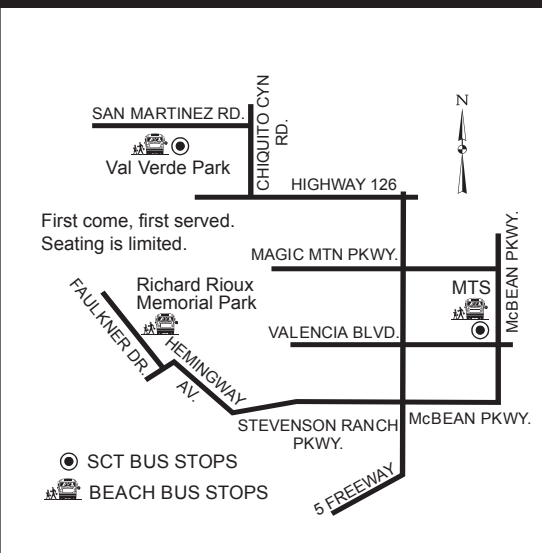 SAN MARTINEZ RD.
CHIQUITO CYN
RD.
N
Val Verde Park
HIGHWAY 126
First come, first served.
Seating is limited.
MAGIC MTN PKWY.
McBEAN PKWY.
Richard Rioux
Memorial Park
MTS
FAULKNER DR.
HEMINGWAY
AV.
VALENCIA BLVD.
STEVENSON RANCH
PKWY.
McBEAN PKWY.
SCT BUS STOPS
BEACH BUS STOPS
5 FREEWAY